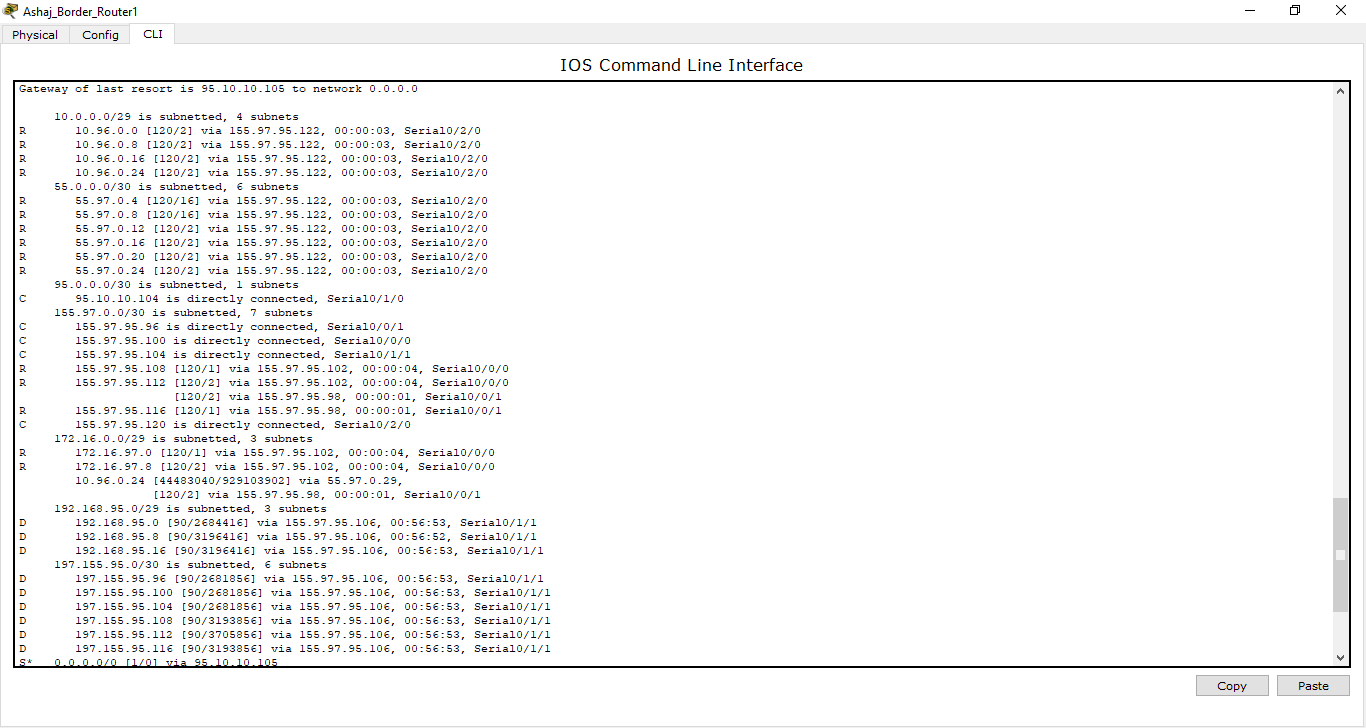 Ashaj_Border_Router1
Physical Config CLI
IOS Command Line Interface
Gateway of last resort is 95.10.10.105 to network 0.0.0.0
10.0.0.0/29 is subnetted, 4 subnets
R 10.96.0.0 [120/2] via 155.97.95.122, 00:00:03, Serial0/2/0
R 10.96.0.8 [120/2] via 155.97.95.122, 00:00:03, Serial0/2/0
R 10.96.0.16 [120/2] via 155.97.95.122, 00:00:03, Serial0/2/0
R 10.96.0.24 [120/2] via 155.97.95.122, 00:00:03, Serial0/2/0
55.0.0.0/30 is subnetted, 6 subnets
R 55.97.0.4 [120/16] via 155.97.95.122, 00:00:03, Serial0/2/0
R 55.97.0.8 [120/16] via 155.97.95.122, 00:00:03, Serial0/2/0
R 55.97.0.12 [120/2] via 155.97.95.122, 00:00:03, Serial0/2/0
R 55.97.0.16 [120/2] via 155.97.95.122, 00:00:03, Serial0/2/0
R 55.97.0.20 [120/2] via 155.97.95.122, 00:00:03, Serial0/2/0
R 55.97.0.24 [120/2] via 155.97.95.122, 00:00:03, Serial0/2/0
95.0.0.0/30 is subnetted, 1 subnets
C 95.10.10.104 is directly connected, Serial0/1/0
155.97.0.0/30 is subnetted, 7 subnets
C 155.97.95.96 is directly connected, Serial0/0/1
C 155.97.95.100 is directly connected, Serial0/0/0
C 155.97.95.104 is directly connected, Serial0/1/1
R 155.97.95.108 [120/1] via 155.97.95.102, 00:00:04, Serial0/0/0
R 155.97.95.112 [120/2] via 155.97.95.102, 00:00:04, Serial0/0/0
[120/2] via 155.97.95.98, 00:00:01, Serial0/0/1
R 155.97.95.116 [120/1] via 155.97.95.98, 00:00:01, Serial0/0/1
C 155.97.95.120 is directly connected, Serial0/2/0
172.16.0.0/29 is subnetted, 3 subnets
R 172.16.97.0 [120/1] via 155.97.95.102, 00:00:04, Serial0/0/0
R 172.16.97.8 [120/2] via 155.97.95.102, 00:00:04, Serial0/0/0
10.96.0.24 [44483040/929103902] via 55.97.0.29,
[120/2] via 155.97.95.98, 00:00:01, Serial0/0/1
192.168.95.0/29 is subnetted, 3 subnets
D 192.168.95.0 [90/2684416] via 155.97.95.106, 00:56:53, Serial0/1/1
D 192.168.95.8 [90/3196416] via 155.97.95.106, 00:56:52, Serial0/1/1
D 192.168.95.16 [90/3196416] via 155.97.95.106, 00:56:53, Serial0/1/1
197.155.95.0/30 is subnetted, 6 subnets
D 197.155.95.96 [90/2681856] via 155.97.95.106, 00:56:53, Serial0/1/1
D 197.155.95.100 [90/2681856] via 155.97.95.106, 00:56:53, Serial0/1/1
D 197.155.95.104 [90/2681856] via 155.97.95.106, 00:56:53, Serial0/1/1
D 197.155.95.108 [90/3193856] via 155.97.95.106, 00:56:53, Serial0/1/1
D 197.155.95.112 [90/3705856] via 155.97.95.106, 00:56:53, Serial0/1/1
D 197.155.95.116 [90/3193856] via 155.97.95.106, 00:56:53, Serial0/1/1
S* 0.0.0.0/0 [1/0] via 95.10.10.105
Copy Paste